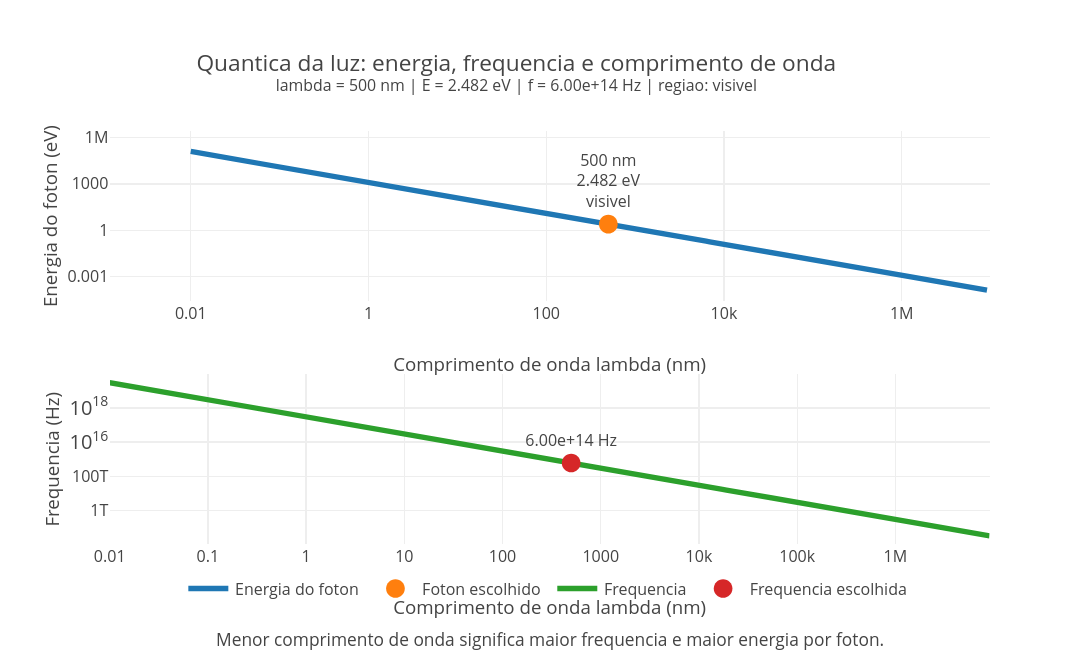 Quantica da luz: energia, frequencia e comprimento de onda
lambda = 500 nm | E = 2.482 eV | f = 6.00e+14 Hz | regiao: visivel
Energia do foton (eV)
1M
1000
1
0.001
500 nm
2.482 eV
visivel
0.01 1 100 10k 1M
Comprimento de onda lambda (nm)
Frequencia (Hz)
10^18
10^16
100T
1T
6.00e+14 Hz
0.01 0.1 1 10 100 1000 10k 100k 1M
Energia do foton Foton escolhido Frequencia Frequencia escolhida
Comprimento de onda lambda (nm)
Menor comprimento de onda significa maior frequencia e maior energia por foton.